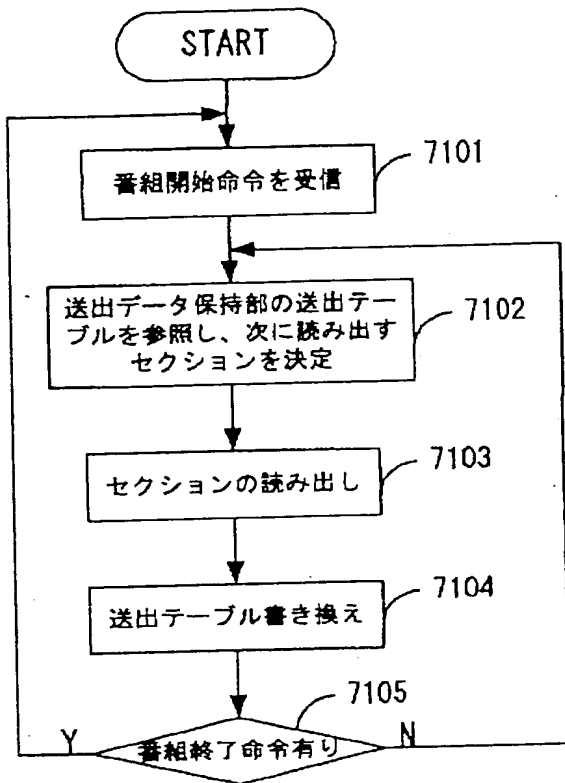 START
番組開始命令を受信
7101
送出データ保持部の送出テー
ブルを参照し、次に読み出す
セクションを決定
7102
セクションの読み出し
7103
送出テーブル書き換え
7104
7105
Y
番組終了命令有り
N